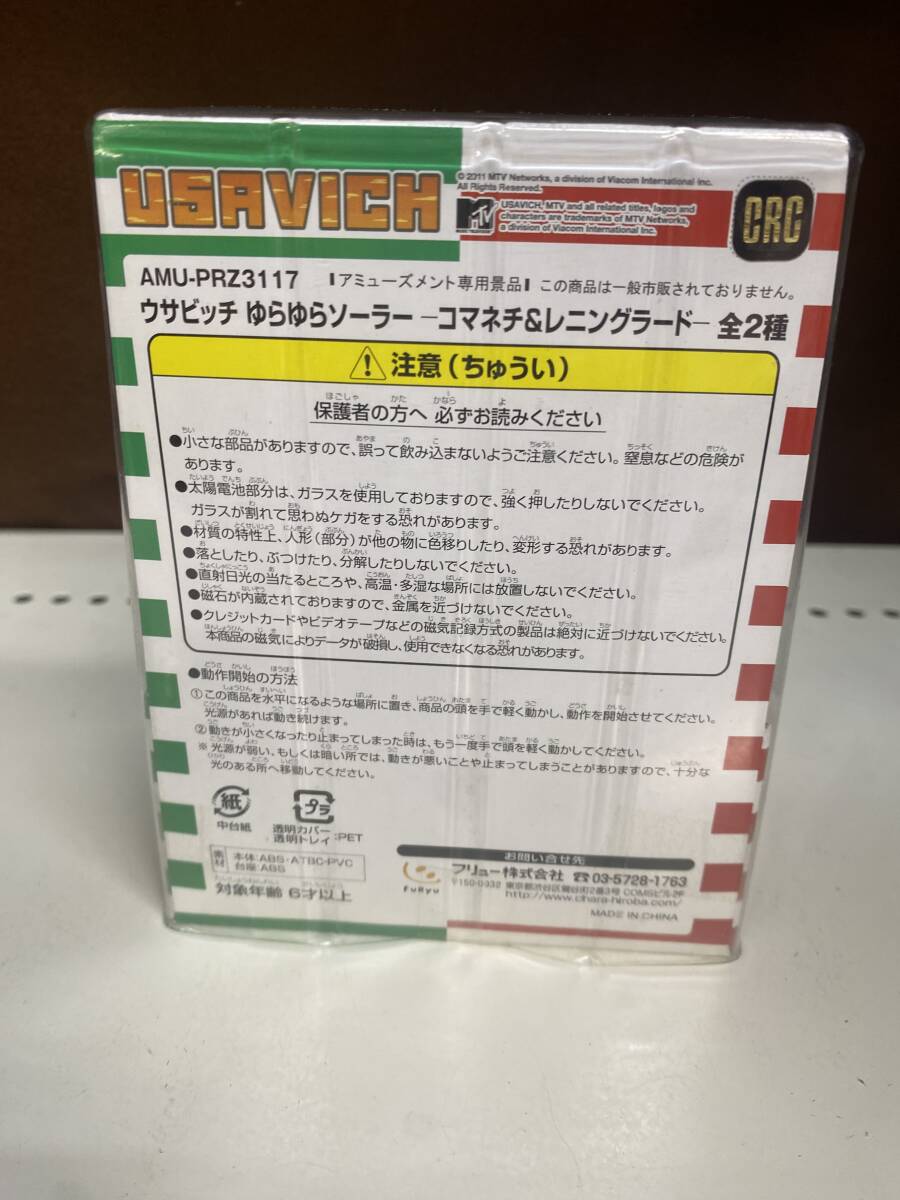 USAVICH
© 2011 MTV Networks, a division of Viacom International Inc.
All Rights Reserved.
MTV
USAVICH, MTV and all related titles, logos and
characters are trademarks of MTV Networks,
a division of Viacom International Inc.
CRC
AMU-PRZ3117 【アミューズメント専用景品】 この商品は一般市販されておりません。
ウサビッチ ゆらゆらソーラー ―コマネチ&レニングラード― 全2種
注意(ちゅうい)
保護者の方へ 必ずお読みください
●小さな部品がありますので、誤って飲み込まないようご注意ください。窒息などの危険が
あります。
●太陽電池部分は、ガラスを使用しておりますので、強く押したりしないでください。
ガラスが割れて思わぬケガをする恐れがあります。
●材質の特性上、人形(部分)が他の物に色移りしたり、変形する恐れがあります。
●落としたり、ぶつけたり、分解したりしないでください。
●直射日光の当たるところや、高温・多湿な場所には放置しないでください。
●磁石が内蔵されておりますので、金属を近づけないでください。
●クレジットカードやビデオテープなどの磁気記録方式の製品は絶対に近づけないでください。
本商品の磁気によりデータが破損し、使用できなくなる恐れがあります。
●動作開始の方法
①この商品を水平になるような場所に置き、商品の頭を手で軽く動かし、動作を開始させてください。
光源があれば動き続けます。
②動きが小さくなったり止まってしまった時は、もう一度手で頭を軽く動かしてください。
※光源が弱い、もしくは暗い所では、動きが悪いことや止まってしまうことがありますので、十分な
光のある所へ移動してください。
紙
中台紙
プラ
透明カバー
透明トレイ :PET
素材
本体:ABS・ATBC-PVC
台座:ABS
対象年齢 6才以上
お問い合せ先
FuRyu
フリュー株式会社 ☎03-5728-1763
〒150-0032 東京都渋谷区鶯谷町2番3号 COMSビル2F
http://www.chara-hiroba.com/
MADE IN CHINA